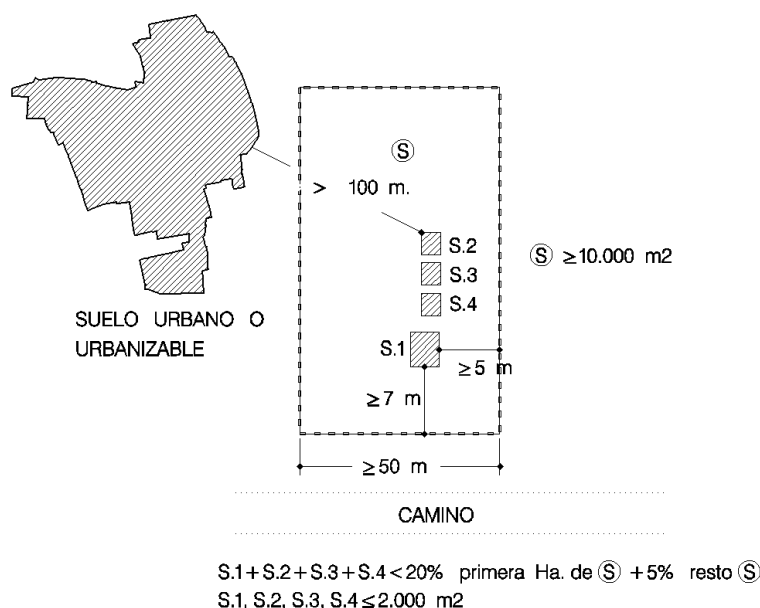 Ⓢ
> 100 m.
S.2
Ⓢ ≥10.000 m2
S.3
S.4
SUELO URBANO O
URBANIZABLE
S.1
≥5 m
≥7 m
≥50 m
CAMINO
S.1+S.2+S.3+S.4<20% primera Ha. de Ⓢ +5% resto Ⓢ
S.1, S.2, S.3, S.4≤2.000 m2